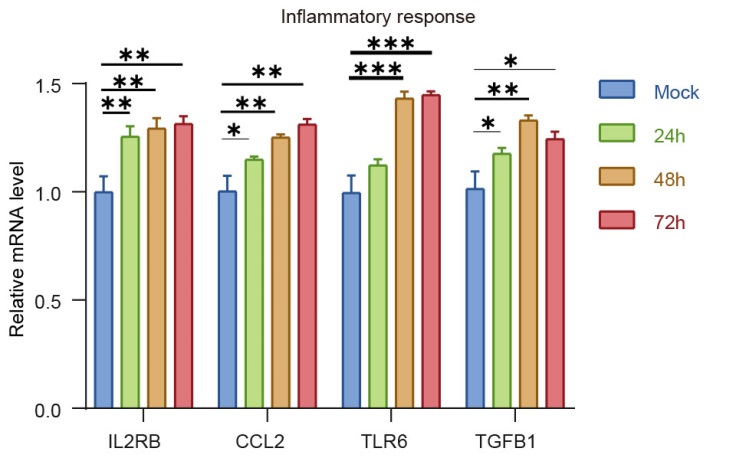 Inflammatory response
Relative mRNA level
1.5
1.0
0.5
0.0
** ** **
* ** **
*** ***
* ** *
IL2RB CCL2 TLR6 TGFB1
Mock
24h
48h
72h